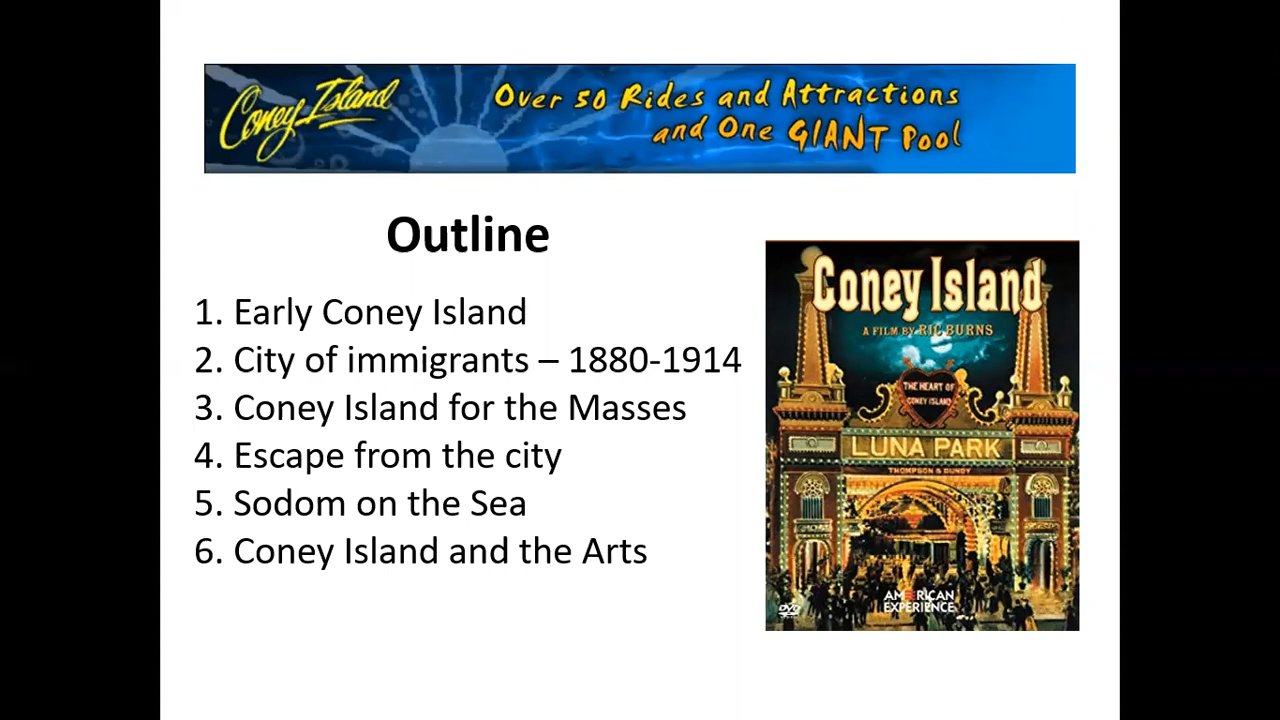 Coney Island
Over 50 Rides and Attractions
and One GIANT Pool
Outline
1. Early Coney Island
2. City of immigrants – 1880-1914
3. Coney Island for the Masses
4. Escape from the city
5. Sodom on the Sea
6. Coney Island and the Arts
Coney Island
A FILM BY RIC BURNS
THE HEART OF
CONEY ISLAND
LUNA PARK
THOMPSON & DUNDY
AMERICAN
EXPERIENCE
DVD